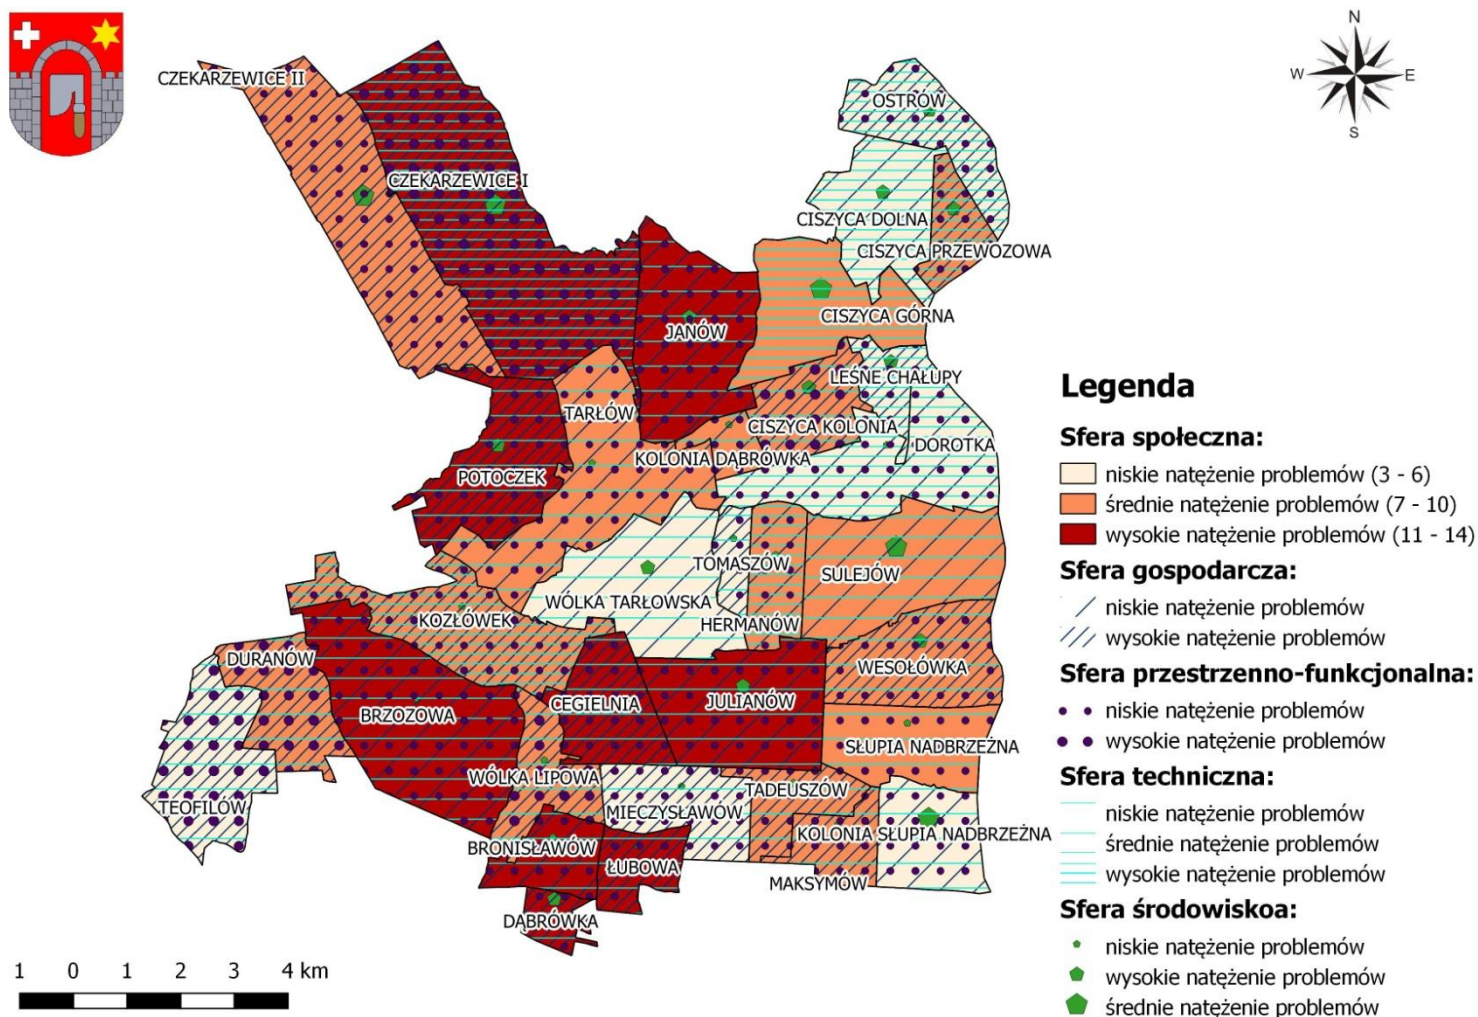 N
W
E
S
CZEKARZEWICE II
OSTRÓW
CZEKARZEWICE I
CISZYCA DOLNA
CISZYCA PRZEWOZOWA
CISZYCA GÓRNA
JANÓW
LEŚNE CHAŁUPY
TARŁÓW
CISZYCA KOLONIA
DOROTKA
KOLONIA DĄBRÓWKA
POTOCZEK
TOMASZÓW
SULEJÓW
WÓLKA TARŁOWSKA
KOZŁÓWEK
HERMANÓW
DURANÓW
WESOŁÓWKA
CEGIELNIA
JULIANÓW
BRZOZOWA
SŁUPIA NADBRZEŻNA
WÓLKA LIPOWA
TADEUSZÓW
TEOFILÓW
MIECZYSŁAWÓW
KOLONIA SŁUPIA NADBRZEŻNA
BRONISŁAWÓW
ŁUBOWA
MAKSYMÓW
DĄBRÓWKA
Legenda
Sfera społeczna:
niskie natężenie problemów (3 - 6)
średnie natężenie problemów (7 - 10)
wysokie natężenie problemów (11 - 14)
Sfera gospodarcza:
niskie natężenie problemów
wysokie natężenie problemów
Sfera przestrzenno-funkcjonalna:
niskie natężenie problemów
wysokie natężenie problemów
Sfera techniczna:
niskie natężenie problemów
średnie natężenie problemów
wysokie natężenie problemów
Sfera środowiskoa:
niskie natężenie problemów
wysokie natężenie problemów
średnie natężenie problemów
1 0 1 2 3 4 km